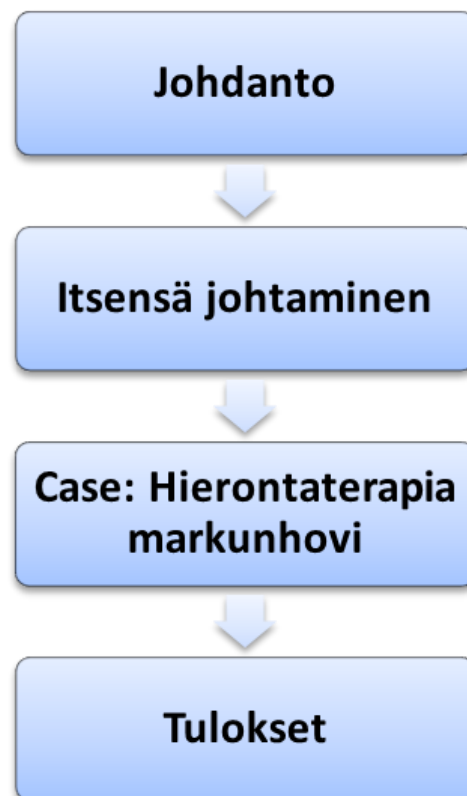 Johdanto
Itsensä johtaminen
Case: Hierontaterapia
markunhovi
Tulokset